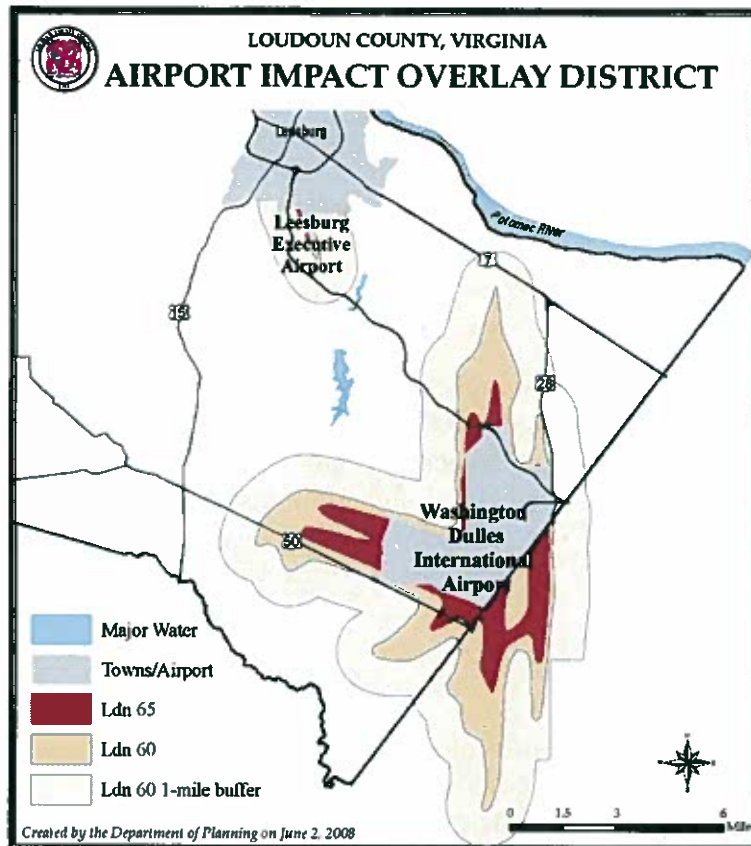 LOUDOUN COUNTY, VIRGINIA
AIRPORT IMPACT OVERLAY DISTRICT
Leesburg
Potomac River
Leesburg
Executive
Airport
7
15
28
Washington
Dulles
International
Airport
50
Major Water
Towns/Airport
Ldn 65
Ldn 60
Ldn 60 1-mile buffer
0 1.5 3 6
Miles
Created by the Department of Planning on June 2, 2008